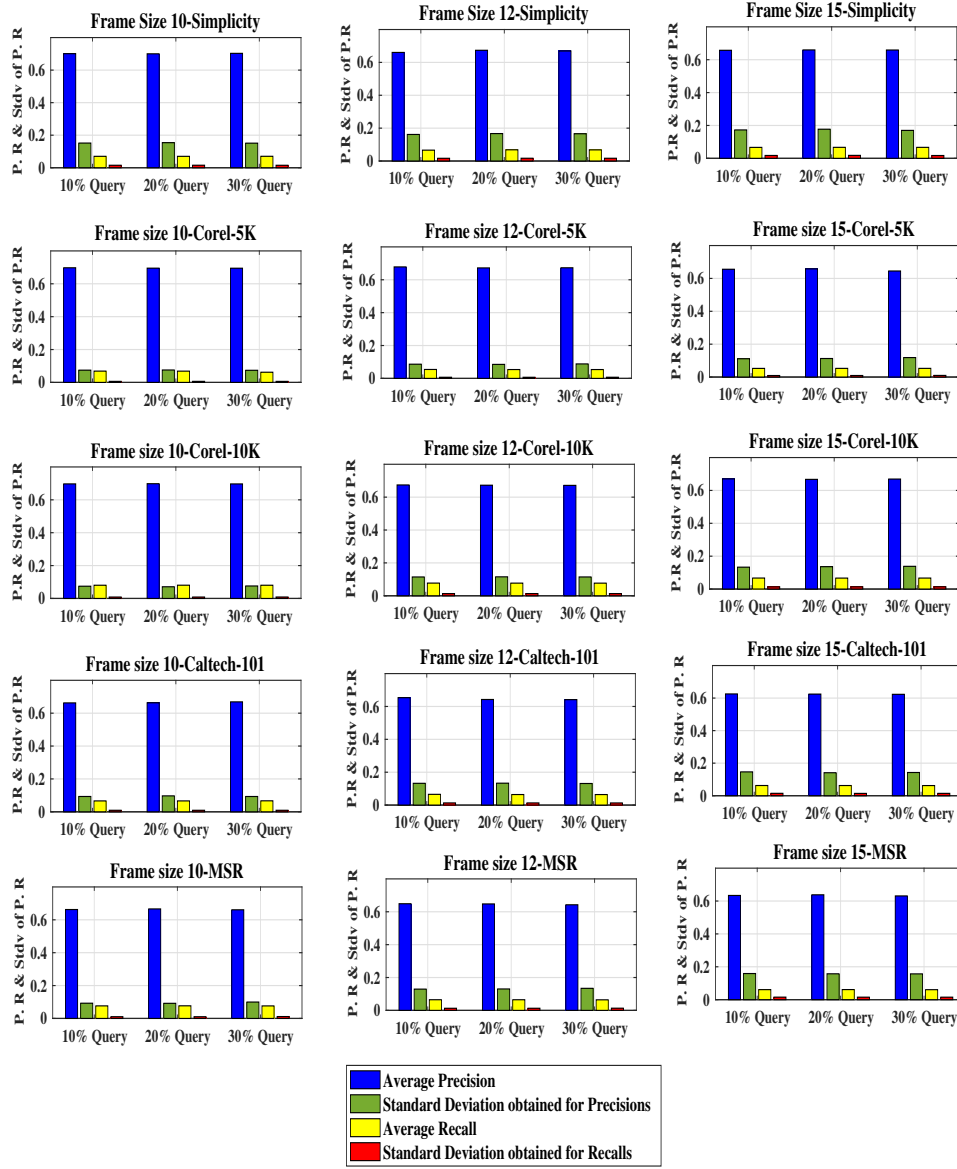 Frame Size 10-Simplicity
P. R & Stdv of P. R
0.6
0.4
0.2
0
10% Query 20% Query 30% Query
Frame Size 12-Simplicity
P.R & Stdv of P.R
0.6
0.4
0.2
0
10% Query 20% Query 30% Query
Frame Size 15-Simplicity
P.R & Stdv of P.R
0.6
0.4
0.2
0
10% Query 20% Query 30% Query
Frame size 10-Corel-5K
P.R & Stdv of P.R
0.6
0.4
0.2
0
10% Query 20% Query 30% Query
Frame size 12-Corel-5K
P.R & Stdv of P.R
0.6
0.4
0.2
0
10% Query 20% Query 30% Query
Frame size 15-Corel-5K
P.R & Stdv of P.R
0.6
0.4
0.2
0
10% Query 20% Query 30% Query
Frame size 10-Corel-10K
P.R & Stdv of P.R
0.6
0.4
0.2
0
10% Query 20% Query 30% Query
Frame size 12-Corel-10K
P.R & Stdv of P.R
0.6
0.4
0.2
0
10% Query 20% Query 30% Query
Frame size 15-Corel-10K
P.R & Stdv of P.R
0.6
0.4
0.2
0
10% Query 20% Query 30% Query
Frame size 10-Caltech-101
P.R & Stdv of P.R
0.6
0.4
0.2
0
10% Query 20% Query 30% Query
Frame size 12-Caltech-101
P.R & Stdv of P.R
0.6
0.4
0.2
0
10% Query 20% Query 30% Query
Frame size 15-Caltech-101
P. R & Stdv of P. R
0.6
0.4
0.2
0
10% Query 20% Query 30% Query
Frame size 10-MSR
P. R & Stdv of P. R
0.6
0.4
0.2
0
10% Query 20% Query 30% Query
Frame size 12-MSR
P. R & Stdv of P. R
0.6
0.4
0.2
0
10% Query 20% Query 30% Query
Frame size 15-MSR
P. R & Stdv of P. R
0.6
0.4
0.2
0
10% Query 20% Query 30% Query
Average Precision
Standard Deviation obtained for Precisions
Average Recall
Standard Deviation obtained for Recalls